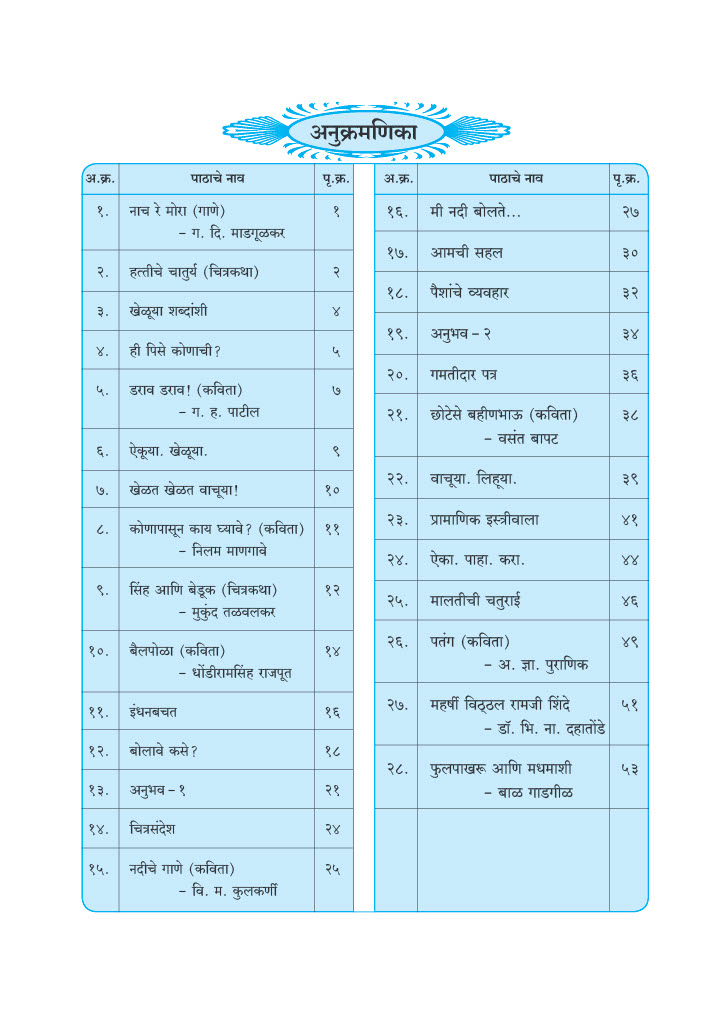 अनुक्रमणिका
अ.क्र. पाठाचे नाव पृ.क्र.
१. नाच रे मोरा (गाणे) १
– ग. दि. माडगूळकर
२. हत्तीचे चातुर्य (चित्रकथा) २
३. खेळूया शब्दांशी ४
४. ही पिसे कोणाची? ५
५. डराव डराव! (कविता) ७
– ग. ह. पाटील
६. ऐकूया. खेळूया. ९
७. खेळत खेळत वाचूया! १०
८. कोणापासून काय घ्यावे? (कविता) ११
– निलम माणगावे
९. सिंह आणि बेडूक (चित्रकथा) १२
– मुकुंद तळवलकर
१०. बैलपोळा (कविता) १४
– धोंडीरामसिंह राजपूत
११. इंधनबचत १६
१२. बोलावे कसे? १८
१३. अनुभव – १ २१
१४. चित्रसंदेश २४
१५. नदीचे गाणे (कविता) २५
– वि. म. कुलकर्णी
अ.क्र. पाठाचे नाव पृ.क्र.
१६. मी नदी बोलते... २७
१७. आमची सहल ३०
१८. पैशांचे व्यवहार ३२
१९. अनुभव – २ ३४
२०. गमतीदार पत्र ३६
२१. छोटेसे बहीणभाऊ (कविता) ३८
– वसंत बापट
२२. वाचूया. लिहूया. ३९
२३. प्रामाणिक इस्त्रीवाला ४१
२४. ऐका. पाहा. करा. ४४
२५. मालतीची चतुराई ४६
२६. पतंग (कविता) ४९
– अ. ज्ञा. पुराणिक
२७. महर्षी विठ्ठल रामजी शिंदे ५१
– डॉ. भि. ना. दहातोंडे
२८. फुलपाखरू आणि मधमाशी ५३
– बाळ गाडगीळ